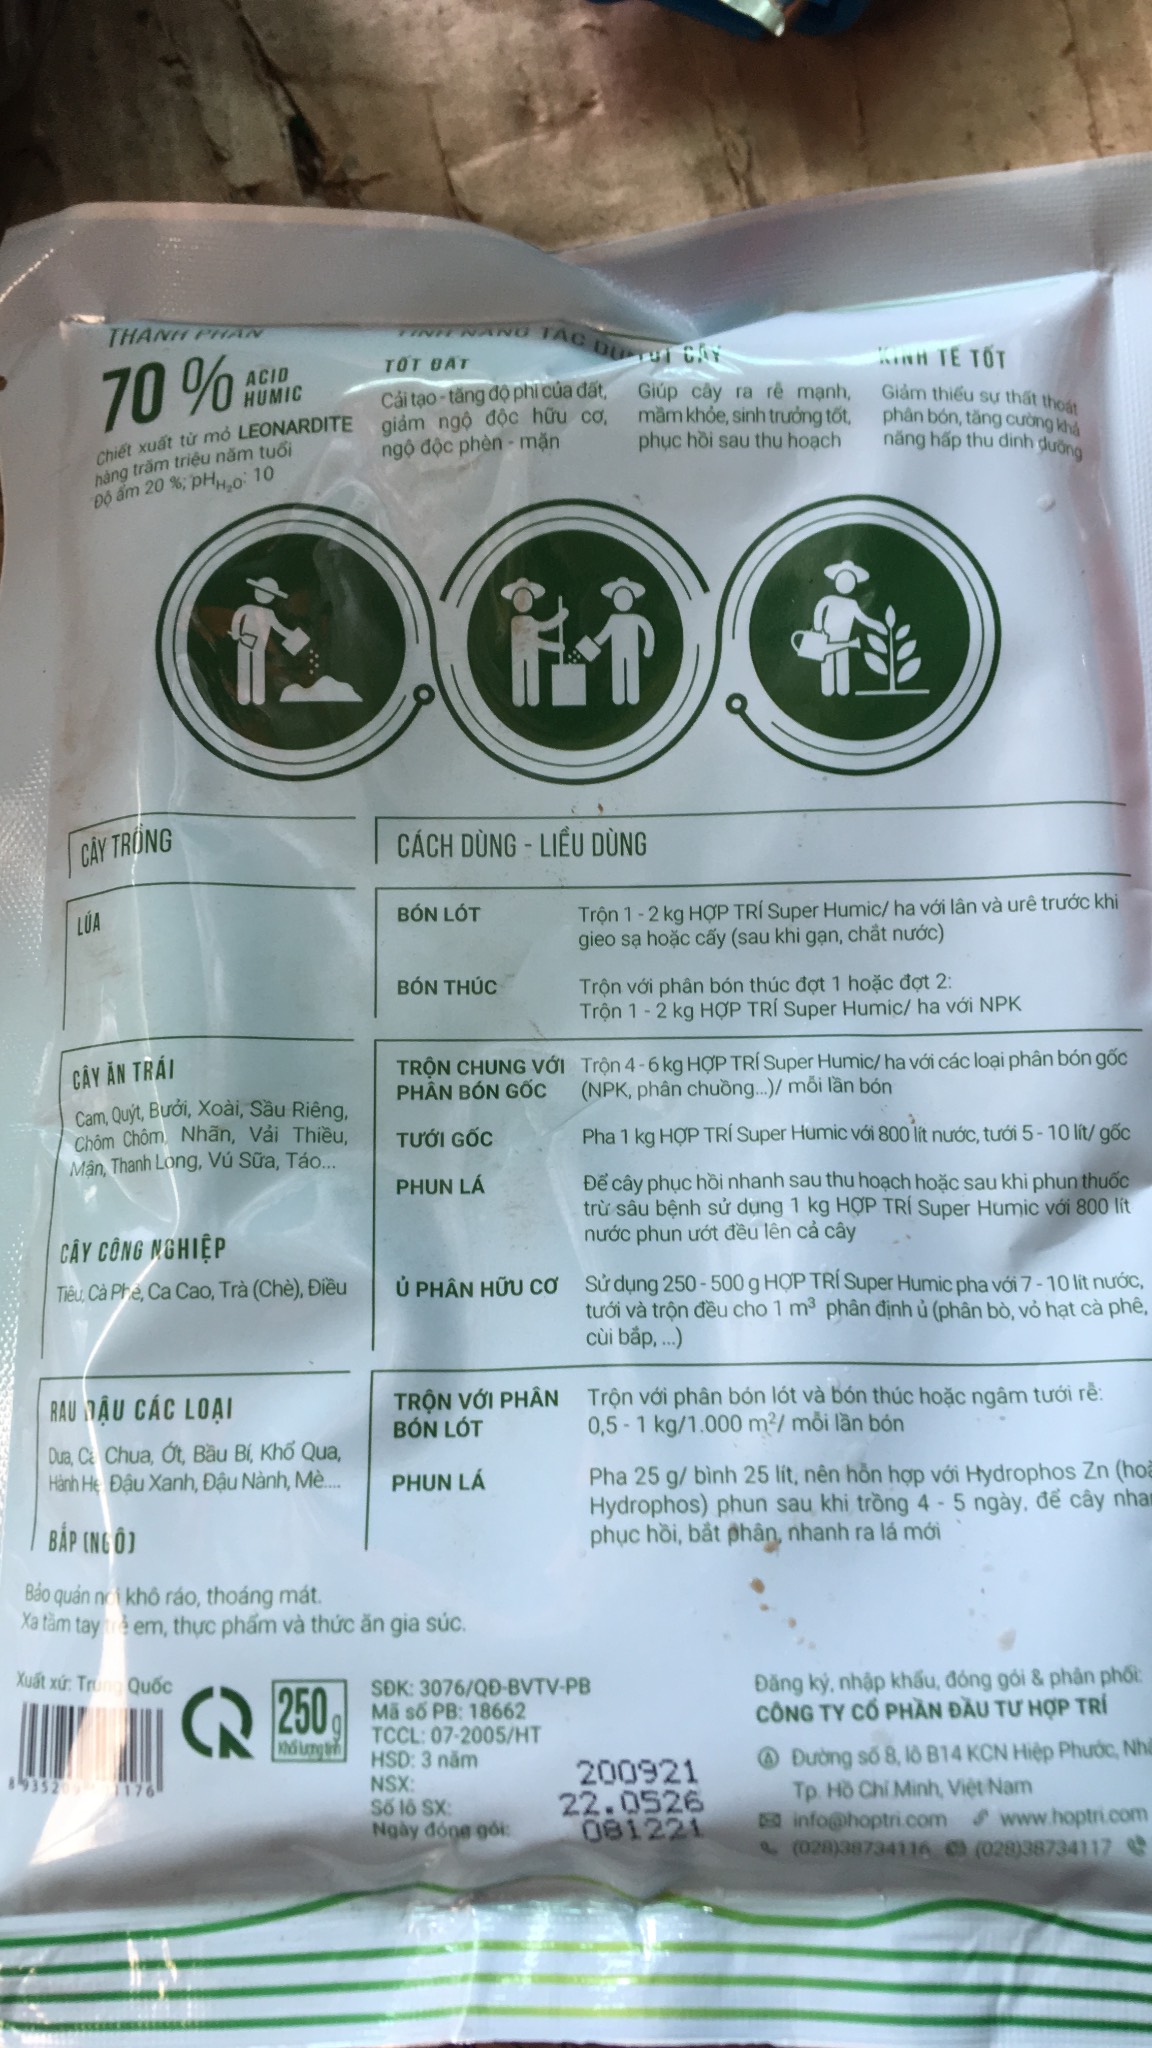 THÀNH PHẦN
70 % ACID
HUMIC
Chiết xuất từ mỏ LEONARDITE
hàng trăm triệu năm tuổi
Độ ẩm 20 %; pHH₂O: 10
TÍNH NĂNG TÁC
TỐT ĐẤT
Cải tạo - tăng độ phì của đất,
giảm ngộ độc hữu cơ,
ngộ độc phèn - mặn
TỐT CÂY
Giúp cây ra rễ mạnh,
mầm khỏe, sinh trưởng tốt,
phục hồi sau thu hoạch
KINH TẾ TỐT
Giảm thiểu sự thất thoát
phân bón, tăng cường khả
năng hấp thu dinh dưỡng
CÂY TRỒNG
CÁCH DÙNG - LIỀU DÙNG
LÚA
BÓN LÓT
Trộn 1 - 2 kg HỢP TRÍ Super Humic/ ha với lân và urê trước khi
gieo sạ hoặc cấy (sau khi gạn, chắt nước)
BÓN THÚC
Trộn với phân bón thúc đợt 1 hoặc đợt 2:
Trộn 1 - 2 kg HỢP TRÍ Super Humic/ ha với NPK
CÂY ĂN TRÁI
Cam, Quýt, Bưởi, Xoài, Sầu Riêng,
Chôm Chôm, Nhãn, Vải Thiều,
Mận, Thanh Long, Vú Sữa, Táo...
CÂY CÔNG NGHIỆP
Tiêu, Cà Phê, Ca Cao, Trà (Chè), Điều
TRỘN CHUNG VỚI
PHÂN BÓN GỐC
Trộn 4 - 6 kg HỢP TRÍ Super Humic/ ha với các loại phân bón gốc
(NPK, phân chuồng...)/ mỗi lần bón
TƯỚI GỐC
Pha 1 kg HỢP TRÍ Super Humic với 800 lít nước, tưới 5 - 10 lít/ gốc
PHUN LÁ
Để cây phục hồi nhanh sau thu hoạch hoặc sau khi phun thuốc
trừ sâu bệnh sử dụng 1 kg HỢP TRÍ Super Humic với 800 lít
nước phun ướt đều lên cả cây
Ủ PHÂN HỮU CƠ
Sử dụng 250 - 500 g HỢP TRÍ Super Humic pha với 7 - 10 lít nước,
tưới và trộn đều cho 1 m³ phân định ủ (phân bò, vỏ hạt cà phê,
cùi bắp, ...)
RAU ĐẬU CÁC LOẠI
Dưa, Cà Chua, Ớt, Bầu Bí, Khổ Qua,
Hành Hẹ, Đậu Xanh, Đậu Nành, Mè....
BẮP (NGÔ)
TRỘN VỚI PHÂN
BÓN LÓT
Trộn với phân bón lót và bón thúc hoặc ngâm tưới rễ:
0,5 - 1 kg/1.000 m²/ mỗi lần bón
PHUN LÁ
Pha 25 g/ bình 25 lít, nên hỗn hợp với Hydrophos Zn
Hydrophos) phun sau khi trồng 4 - 5 ngày, để cây
phục hồi, bắt phân, nhanh ra lá mới
Bảo quản nơi khô ráo, thoáng mát.
Xa tầm tay trẻ em, thực phẩm và thức ăn gia súc.
Xuất xứ: Trung Quốc
250g
Khối lượng tịnh
SĐK: 3076/QĐ-BVTV-PB
Mã số PB: 18662
TCCL: 07-2005/HT
HSD: 3 năm
NSX: 200921
Số lô SX: 22.0526
Ngày đóng gói: 081221
Đăng ký, nhập khẩu, đóng gói & phân phối:
CÔNG TY CỔ PHẦN ĐẦU TƯ HỢP TRÍ
Đường số 8, lô B14 KCN Hiệp Phước,
Tp. Hồ Chí Minh, Việt Nam
info@hoptri.com www.hoptri.com
(028)38734116 (028)38734117